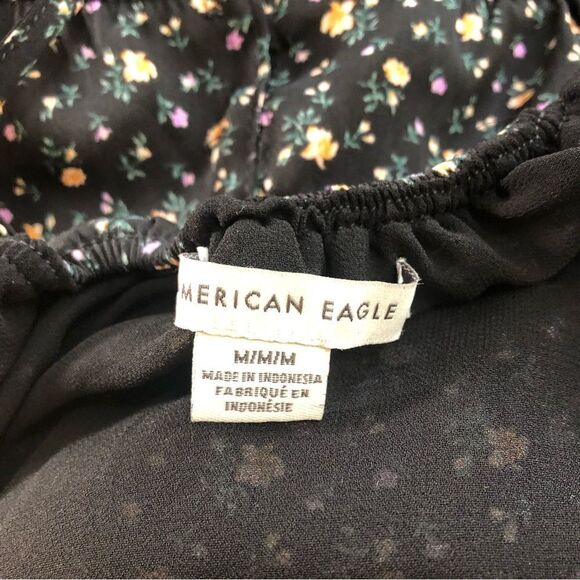 MERICAN EAGLE
M/M/M
MADE IN INDONESIA
FABRIQUÉ EN
INDONÉSIE